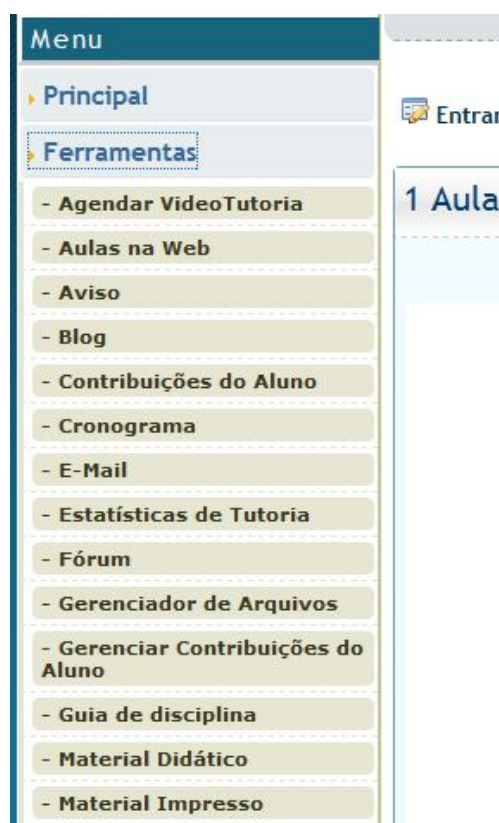 Menu
Principal
Ferramentas
- Agendar VideoTutoria
- Aulas na Web
- Aviso
- Blog
- Contribuições do Aluno
- Cronograma
- E-Mail
- Estatísticas de Tutoria
- Fórum
- Gerenciador de Arquivos
- Gerenciar Contribuições do
Aluno
- Guia de disciplina
- Material Didático
- Material Impresso
Entrar
1 Aula